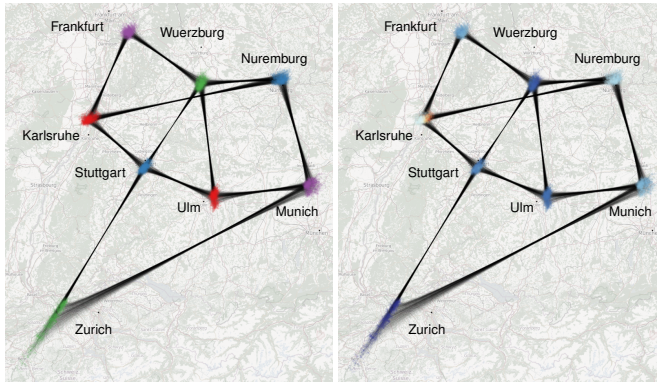 Frankfurt
Wuerzburg
Nuremburg
Karlsruhe
Stuttgart
Ulm
Munich
Zurich
Frankfurt
Wuerzburg
Nuremburg
Karlsruhe
Stuttgart
Ulm
Munich
Zurich